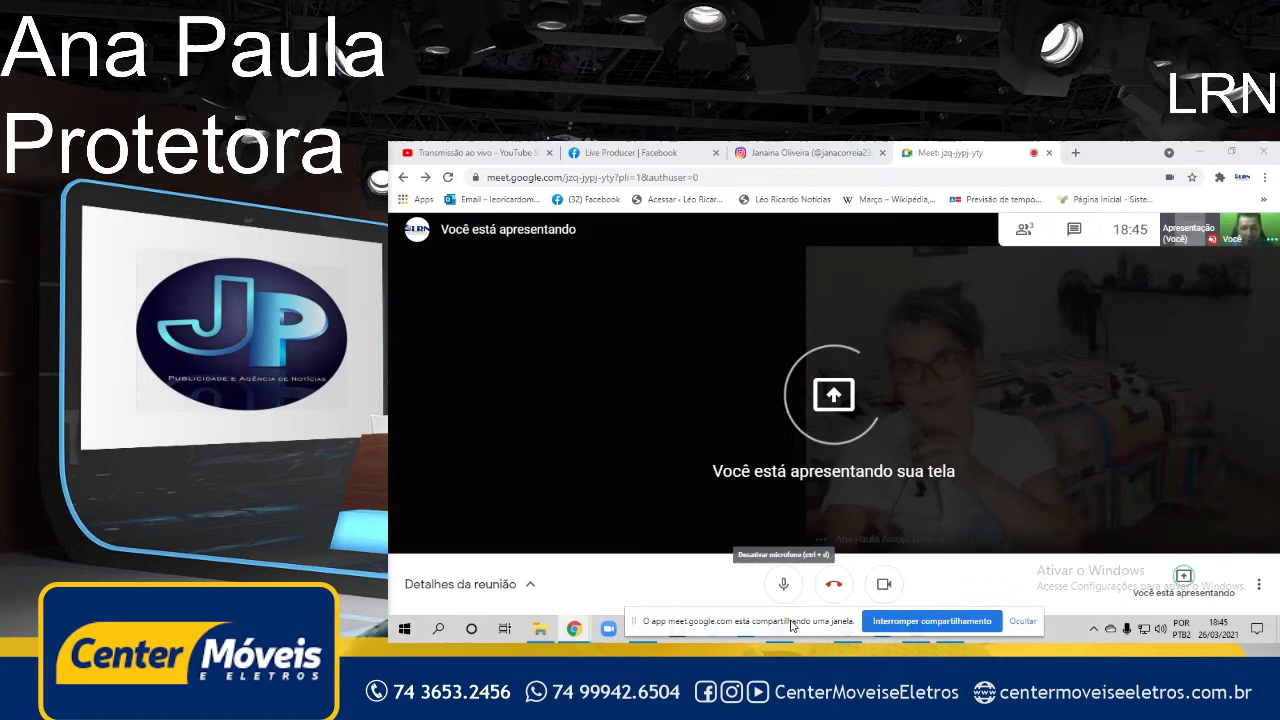 Ana Paula
Protetora
LRN
JP
PUBLICIDADE E AGÊNCIA DE NOTÍCIAS
Transmissão ao vivo - YouTube S
Live Producer | Facebook
Janaina Oliveira (@janacorreia23
Meet: jzq-jypj-yty
meet.google.com/jzq-jypj-yty?pli=1&authuser=0
Apps
Email – leoricardom...
(32) Facebook
Acessar ‹ Léo Ricar...
Léo Ricardo Notícias
Março – Wikipédia,...
Previsão de tempo...
Página Inicial - Siste...
LRN
Você está apresentando
3
18:45
Apresentação
(Você)
Você
Você está apresentando sua tela
Ana Paula Araujo
Desativar microfone (ctrl + d)
Detalhes da reunião
Ativar o Windows
Acesse Configurações para ativar o Windows.
Você está apresentando
O app meet.google.com está compartilhando uma janela.
Interromper compartilhamento
Ocultar
POR
PTB2
18:45
26/03/2021
Center Móveis
E ELETROS
74 3653.2456
74 99942.6504
CenterMoveiseEletros
centermoveiseeletros.com.br